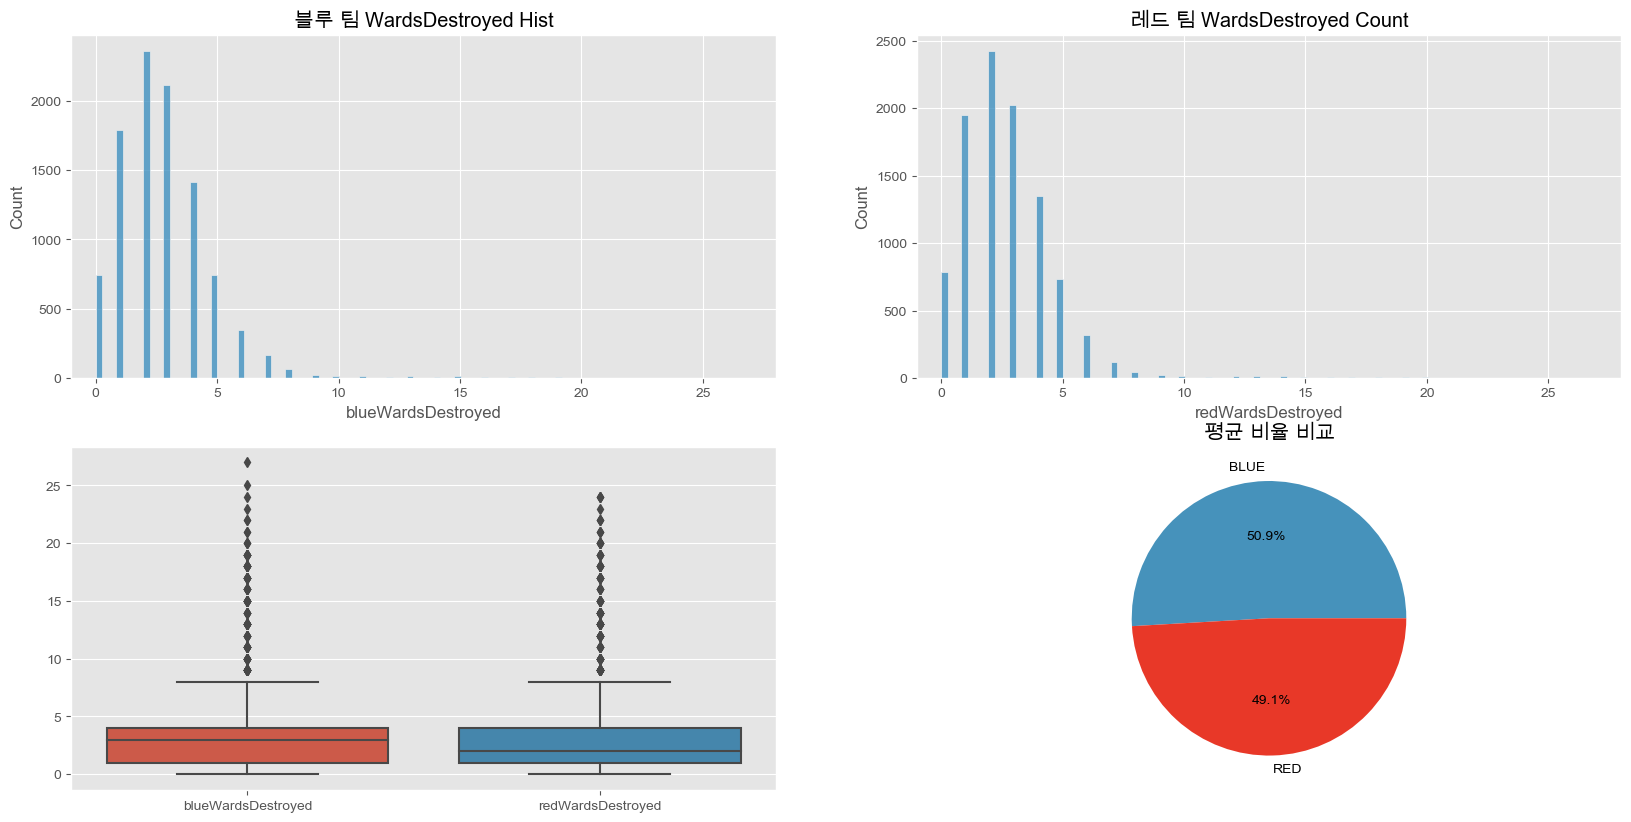 블루 팀 WardsDestroyed Hist
Count
2000
1500
1000
500
0
0 5 10 15 20 25
blueWardsDestroyed
레드 팀 WardsDestroyed Count
Count
2500
2000
1500
1000
500
0
0 5 10 15 20 25
redWardsDestroyed
25
20
15
10
5
0
blueWardsDestroyed redWardsDestroyed
평균 비율 비교
BLUE
50.9%
49.1%
RED